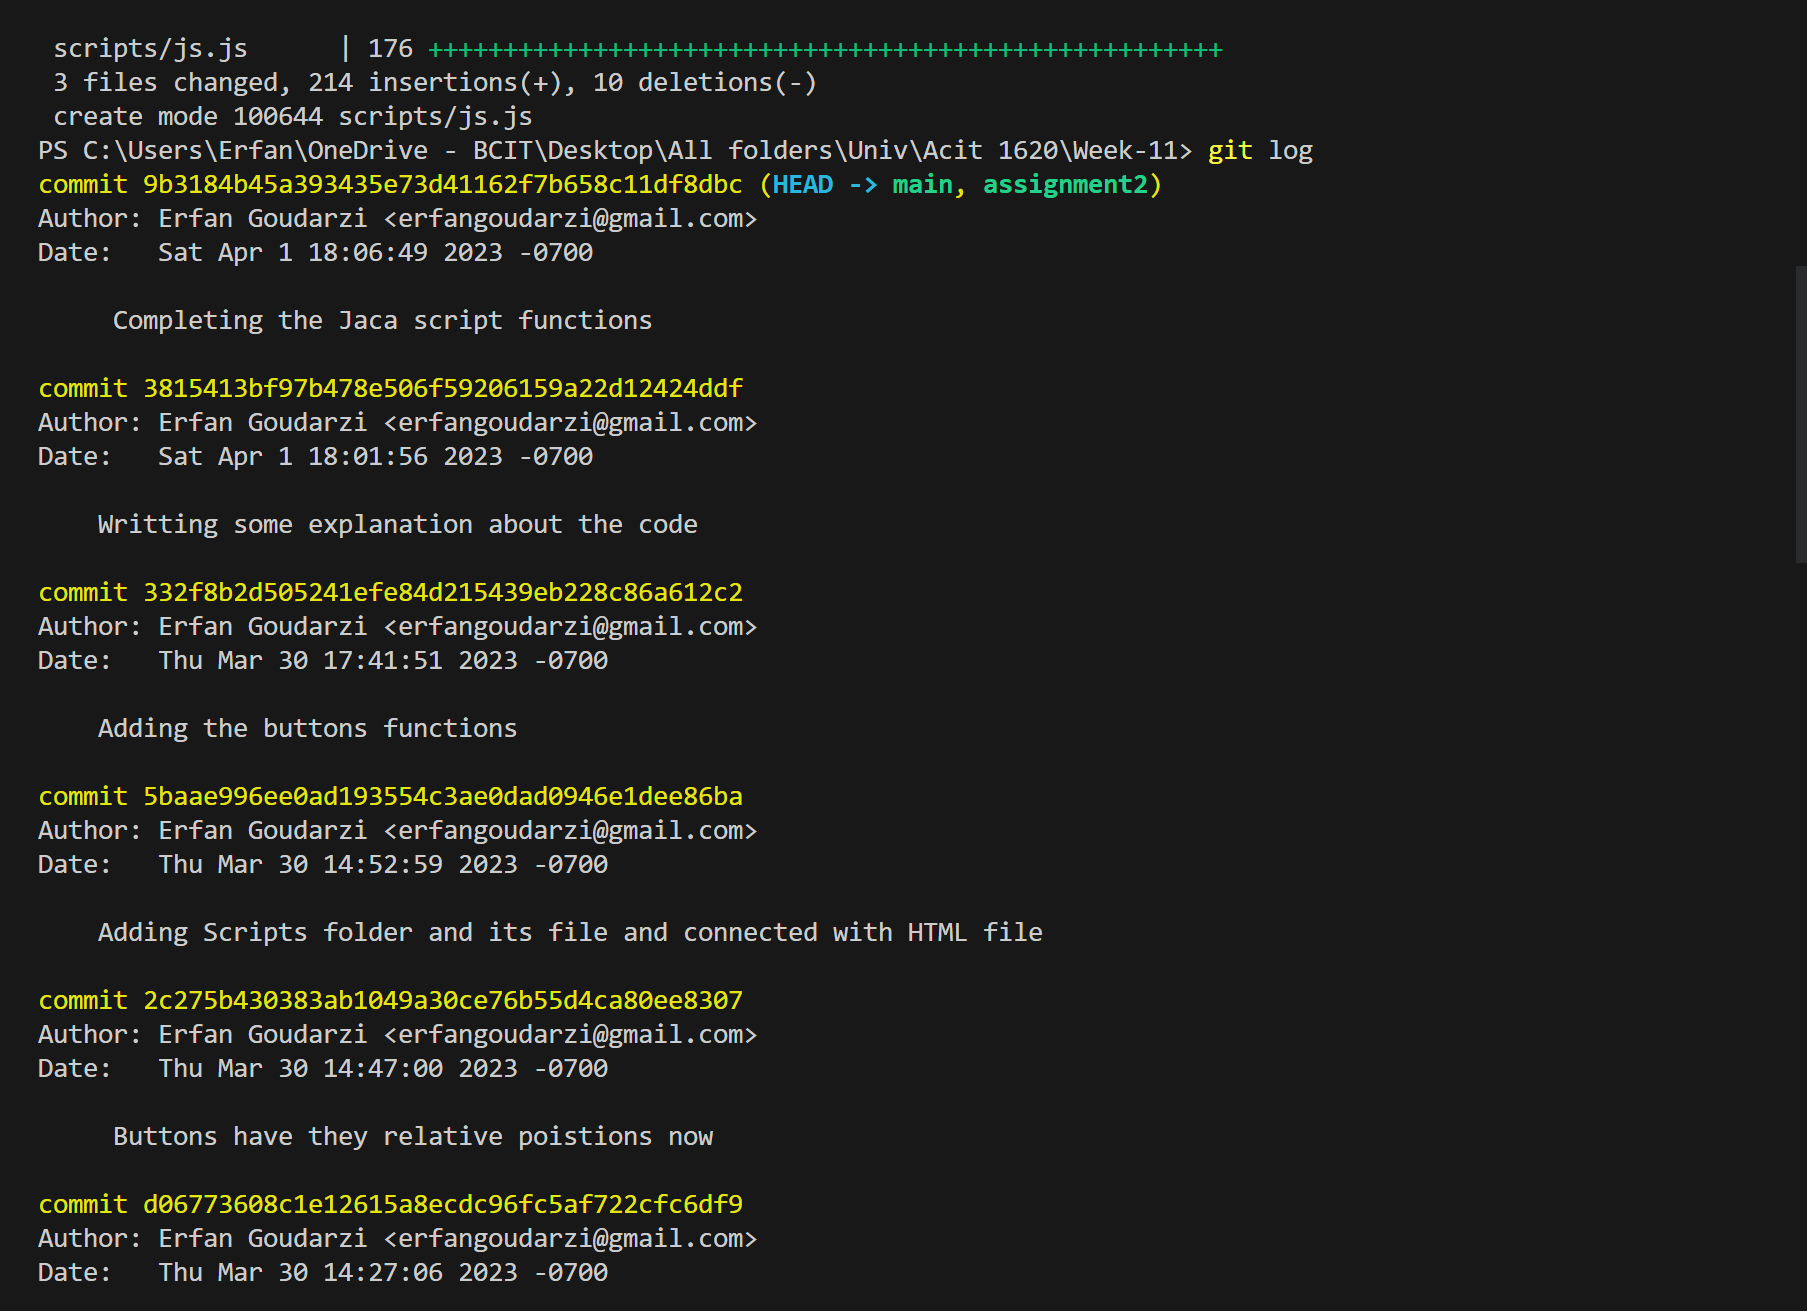 scripts/js.js      | 176 +++++++++++++++++++++++++++++++++++++++++++++++++++++
3 files changed, 214 insertions(+), 10 deletions(-)
create mode 100644 scripts/js.js
PS C:\Users\Erfan\OneDrive - BCIT\Desktop\All folders\Univ\Acit 1620\Week-11> git log
commit 9b3184b45a393435e73d41162f7b658c11df8dbc (HEAD -> main, assignment2)
Author: Erfan Goudarzi <erfangoudarzi@gmail.com>
Date:   Sat Apr 1 18:06:49 2023 -0700
Completing the Jaca script functions
commit 3815413bf97b478e506f59206159a22d12424ddf
Author: Erfan Goudarzi <erfangoudarzi@gmail.com>
Date:   Sat Apr 1 18:01:56 2023 -0700
Writting some explanation about the code
commit 332f8b2d505241efe84d215439eb228c86a612c2
Author: Erfan Goudarzi <erfangoudarzi@gmail.com>
Date:   Thu Mar 30 17:41:51 2023 -0700
Adding the buttons functions
commit 5baae996ee0ad193554c3ae0dad0946e1dee86ba
Author: Erfan Goudarzi <erfangoudarzi@gmail.com>
Date:   Thu Mar 30 14:52:59 2023 -0700
Adding Scripts folder and its file and connected with HTML file
commit 2c275b430383ab1049a30ce76b55d4ca80ee8307
Author: Erfan Goudarzi <erfangoudarzi@gmail.com>
Date:   Thu Mar 30 14:47:00 2023 -0700
Buttons have they relative poistions now
commit d06773608c1e12615a8ecdc96fc5af722cfc6df9
Author: Erfan Goudarzi <erfangoudarzi@gmail.com>
Date:   Thu Mar 30 14:27:06 2023 -0700